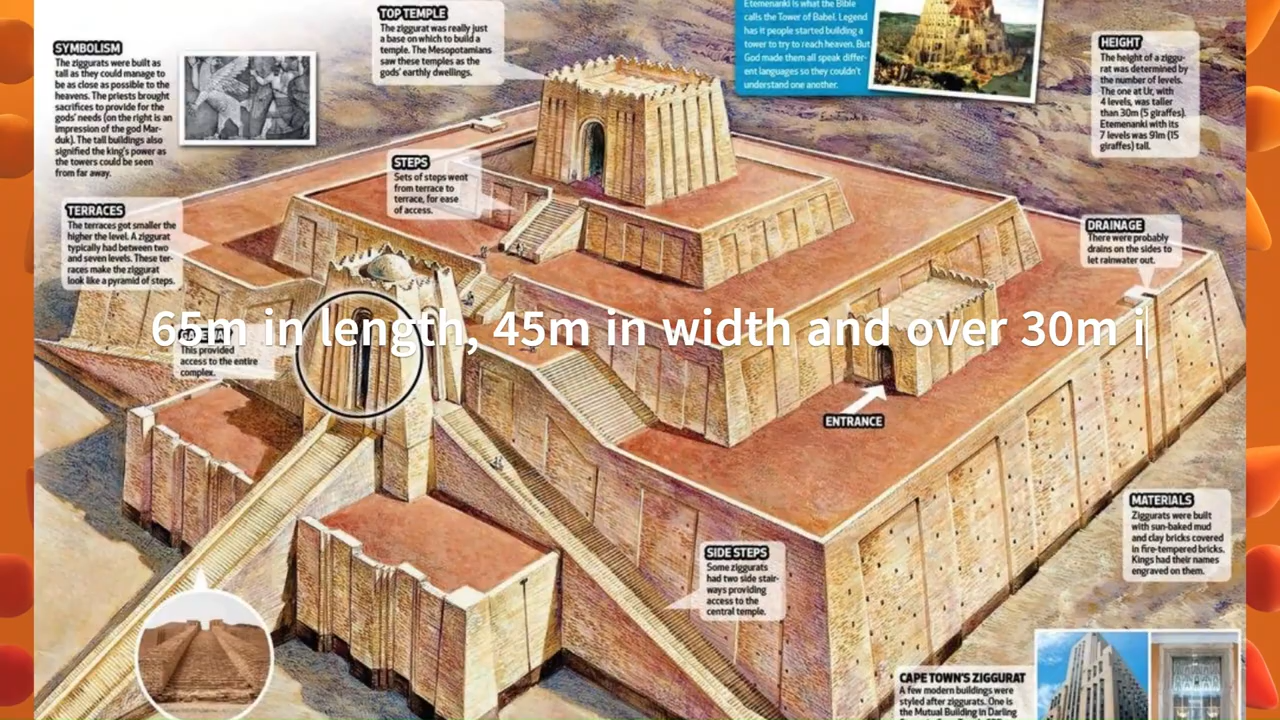 TOP TEMPLE
The ziggurat was really just
a base on which to build a
temple. The Mesopotamians
saw these temples as the
gods' earthly dwellings.
Etemenanki is what the Bible
calls the Tower of Babel. Legend
has it people started building a
tower to try to reach heaven. But
God made them all speak differ-
ent languages so they couldn't
understand one another.
SYMBOLISM
The ziggurats were built as
tall as they could manage to
be as close as possible to the
heavens. The priests brought
sacrifices to provide for the
gods' needs (on the right is an
impression of the god Mar-
duk). The tall buildings also
signified the king's power as
the towers could be seen
from far away.
HEIGHT
The height of a ziggu-
rat was determined by
the number of levels.
The one at Ur, with
4 levels, was taller
than 30m (5 giraffes).
Etemenanki with its
7 levels was 91m (15
giraffes) tall.
STEPS
Sets of steps went
from terrace to
terrace, for ease
of access.
TERRACES
The terraces got smaller the
higher the level. A ziggurat
typically had between two
and seven levels. These ter-
races make the ziggurat
look like a pyramid of steps.
DRAINAGE
There were probably
drains on the sides to
let rainwater out.
65m in length, 45m in width and over 30m i
This provided
access to the entire
complex.
ENTRANCE
MATERIALS
Ziggurats were built
with sun-baked mud
and clay bricks covered
in fire-tempered bricks.
Kings had their names
engraved on them.
SIDE STEPS
Some ziggurats
had two side stair-
ways providing
access to the
central temple.
CAPE TOWN'S ZIGGURAT
A few modern buildings were
styled after ziggurats. One is
the Mutual Building in Darling